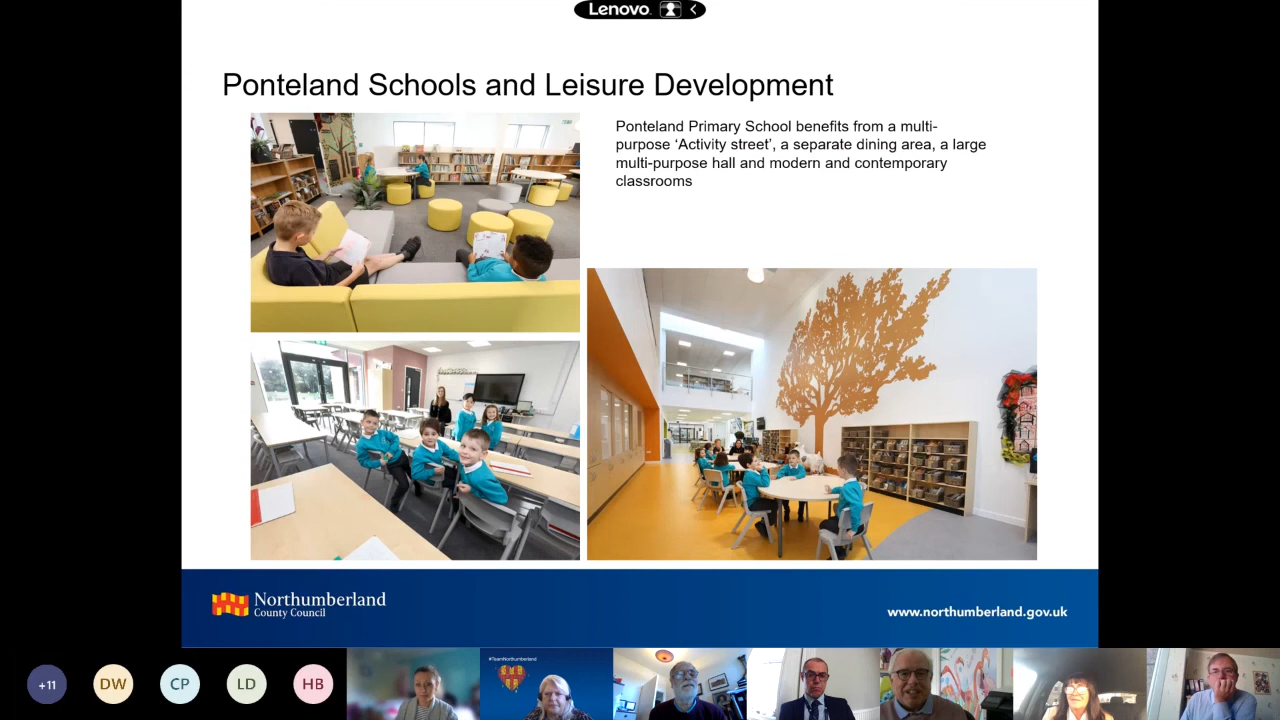 Lenovo
Ponteland Schools and Leisure Development
Ponteland Primary School benefits from a multi-
purpose ‘Activity street’, a separate dining area, a large
multi-purpose hall and modern and contemporary
classrooms
Northumberland
County Council
www.northumberland.gov.uk
+11
DW
CP
LD
HB
#TeamNorthumberland